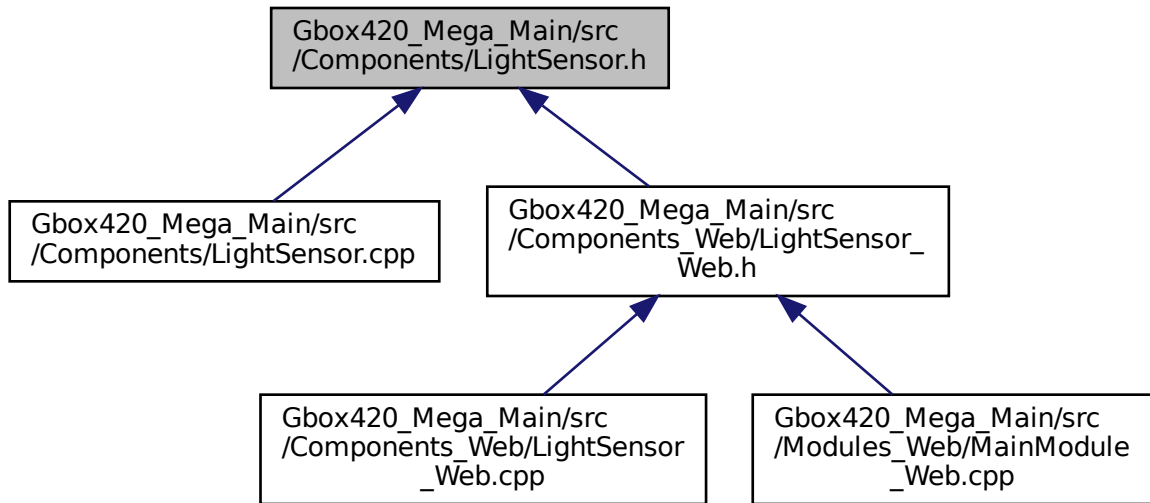 Gbox420_Mega_Main/src
/Components/LightSensor.h
Gbox420_Mega_Main/src
/Components/LightSensor.cpp
Gbox420_Mega_Main/src
/Components_Web/LightSensor_
Web.h
Gbox420_Mega_Main/src
/Components_Web/LightSensor
_Web.cpp
Gbox420_Mega_Main/src
/Modules_Web/MainModule
_Web.cpp